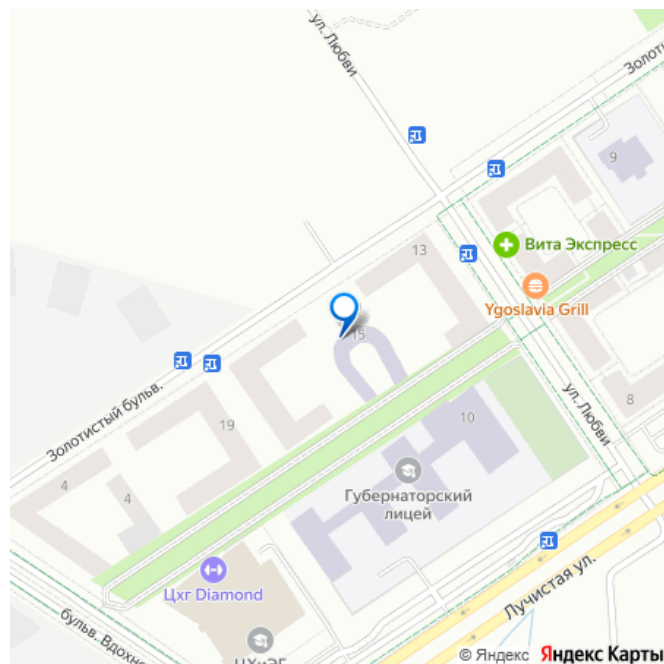 ул. Любви
Золоти
9
Вита Экспресс
13
Ygoslavia Grill
15
8
ул. Любви
10
19
Золотистый бульв.
Губернаторский
лицей
4
4
Лучистая ул.
Цхг Diamond
бульв. Вдохно
ЦХиЭГ
© Яндекс Яндекс Карты